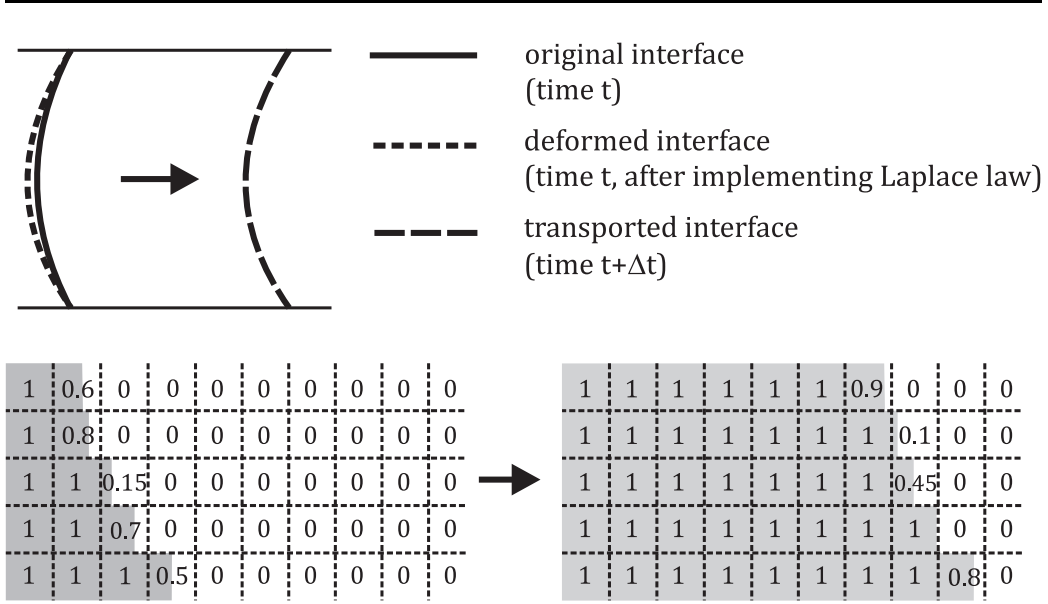 original interface
(time t)
deformed interface
(time t, after implementing Laplace law)
transported interface
(time t+Δt)
1 0.6 0 0 0 0 0 0 0 0
1 0.8 0 0 0 0 0 0 0 0
1 1 0.15 0 0 0 0 0 0 0
1 1 0.7 0 0 0 0 0 0 0
1 1 1 0.5 0 0 0 0 0 0
1 1 1 1 1 1 0.9 0 0 0
1 1 1 1 1 1 1 0.1 0 0
1 1 1 1 1 1 1 0.45 0 0
1 1 1 1 1 1 1 1 0 0
1 1 1 1 1 1 1 1 0.8 0